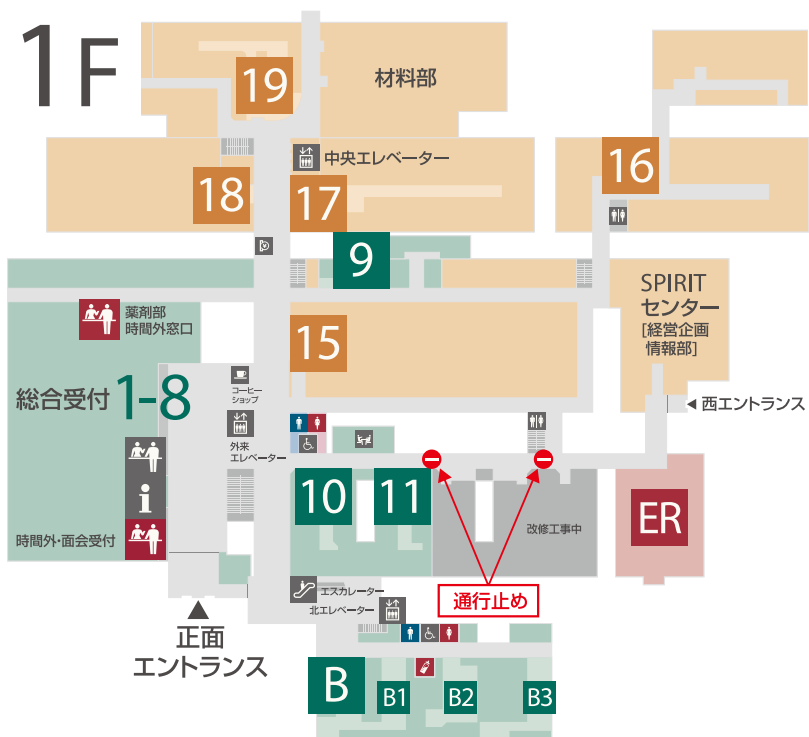 1F
19
材料部
中央エレベーター
16
18
17
9
SPIRIT
センター
[経営企画
情報部]
薬剤部
時間外窓口
15
総合受付 1-8
コーヒー
ショップ
西エントランス
外来
エレベーター
i
10
11
改修工事中
ER
時間外・面会受付
通行止め
エスカレーター
北エレベーター
正面
エントランス
B
B1
B2
B3